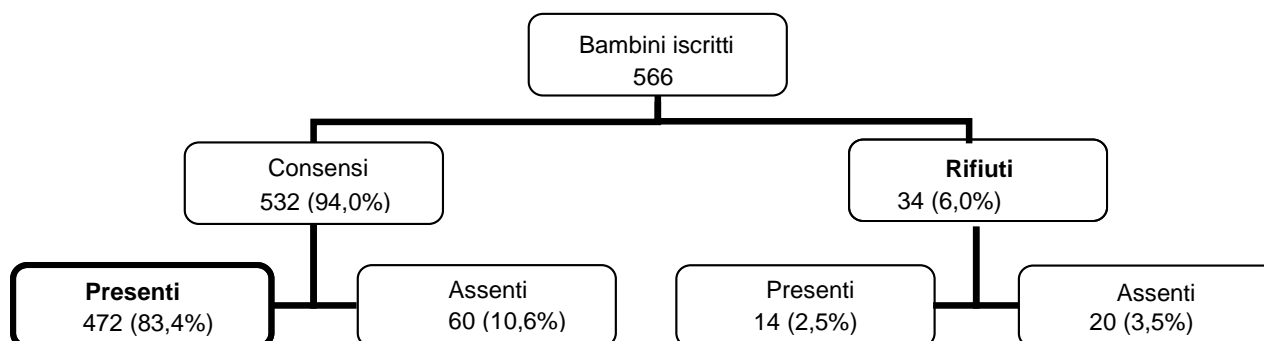 Bambini iscritti
566
Consensi
532 (94,0%)
Rifiuti
34 (6,0%)
Presenti
472 (83,4%)
Assenti
60 (10,6%)
Presenti
14 (2,5%)
Assenti
20 (3,5%)